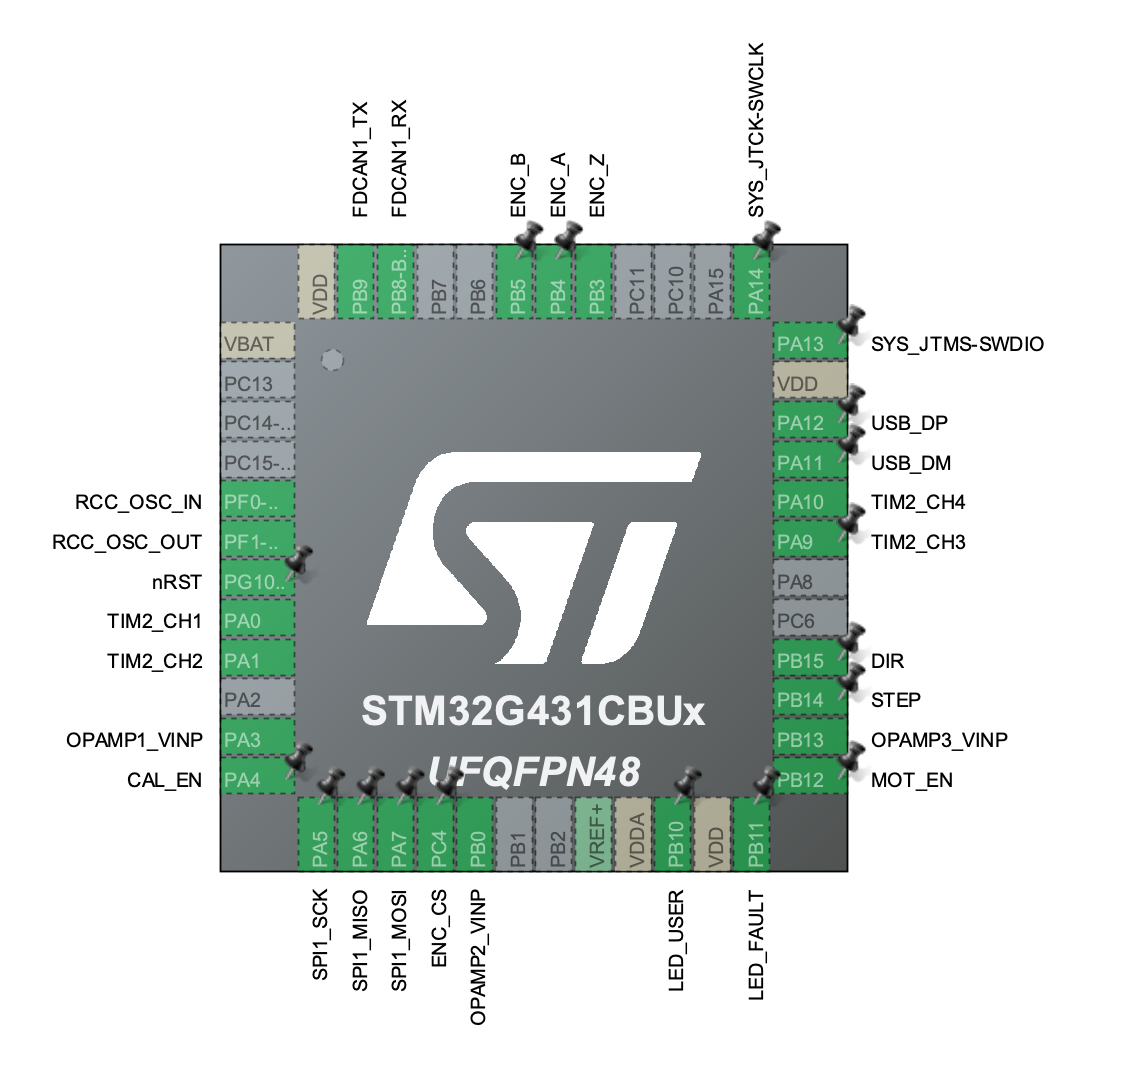 FDCAN1_TX
FDCAN1_RX
ENC_B
ENC_A
ENC_Z
SYS_JTCK-SWCLK
VDD
PB9
PB8-B..
PB7
PB6
PB5
PB4
PB3
PC11
PC10
PA15
PA14
VBAT
PC13
PC14-..
PC15-..
RCC_OSC_IN PF0-..
RCC_OSC_OUT PF1-..
nRST PG10..
TIM2_CH1 PA0
TIM2_CH2 PA1
PA2
OPAMP1_VINP PA3
CAL_EN PA4
PA13 SYS_JTMS-SWDIO
VDD
PA12 USB_DP
PA11 USB_DM
PA10 TIM2_CH4
PA9 TIM2_CH3
PA8
PC6
PB15 DIR
PB14 STEP
PB13 OPAMP3_VINP
PB12 MOT_EN
ST
STM32G431CBUx
UFQFPN48
PA5
PA6
PA7
PC4
PB0
PB1
PB2
VREF+
VDDA
PB10
VDD
PB11
SPI1_SCK
SPI1_MISO
SPI1_MOSI
ENC_CS
OPAMP2_VINP
LED_USER
LED_FAULT